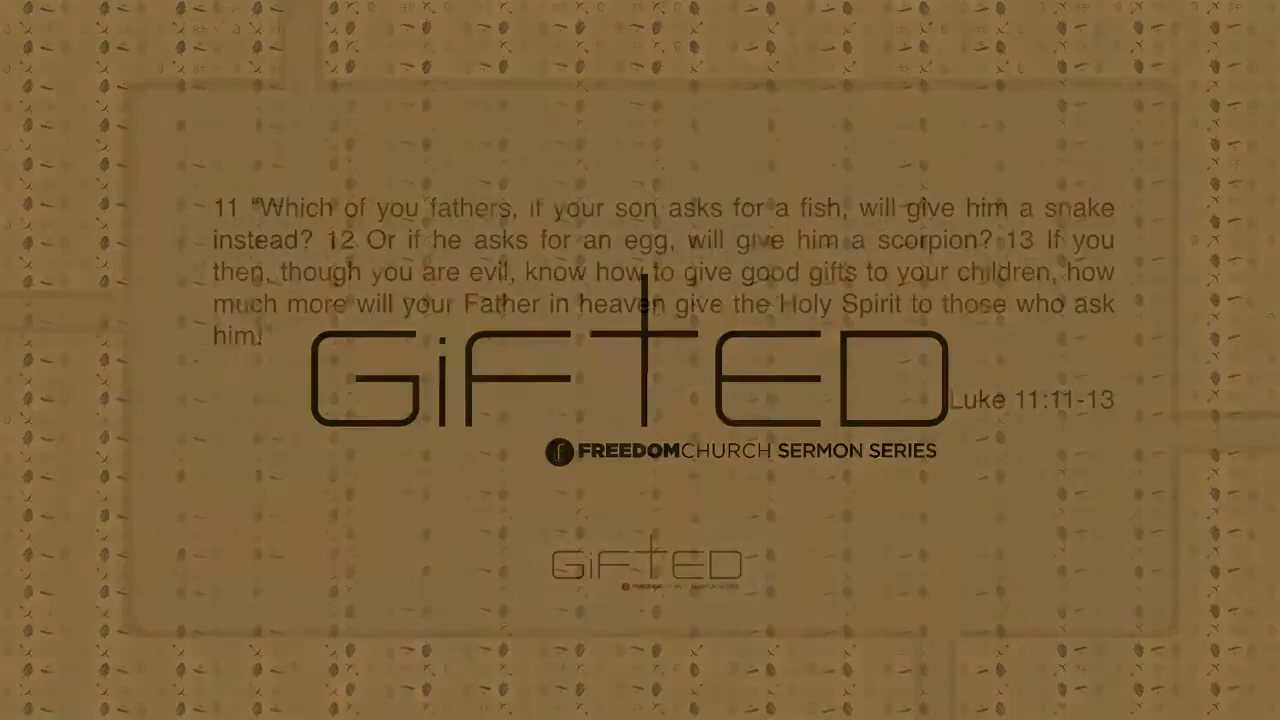 11 “Which of you fathers, if your son asks for a fish, will give him a snake
instead? 12 Or if he asks for an egg, will give him a scorpion? 13 If you
then, though you are evil, know how to give good gifts to your children, how
much more will your Father in heaven give the Holy Spirit to those who ask
him!"
GiFtED
Luke 11:11-13
f FREEDOMCHURCH SERMON SERIES
GiFtED
FREEDOM SERMON SERIES